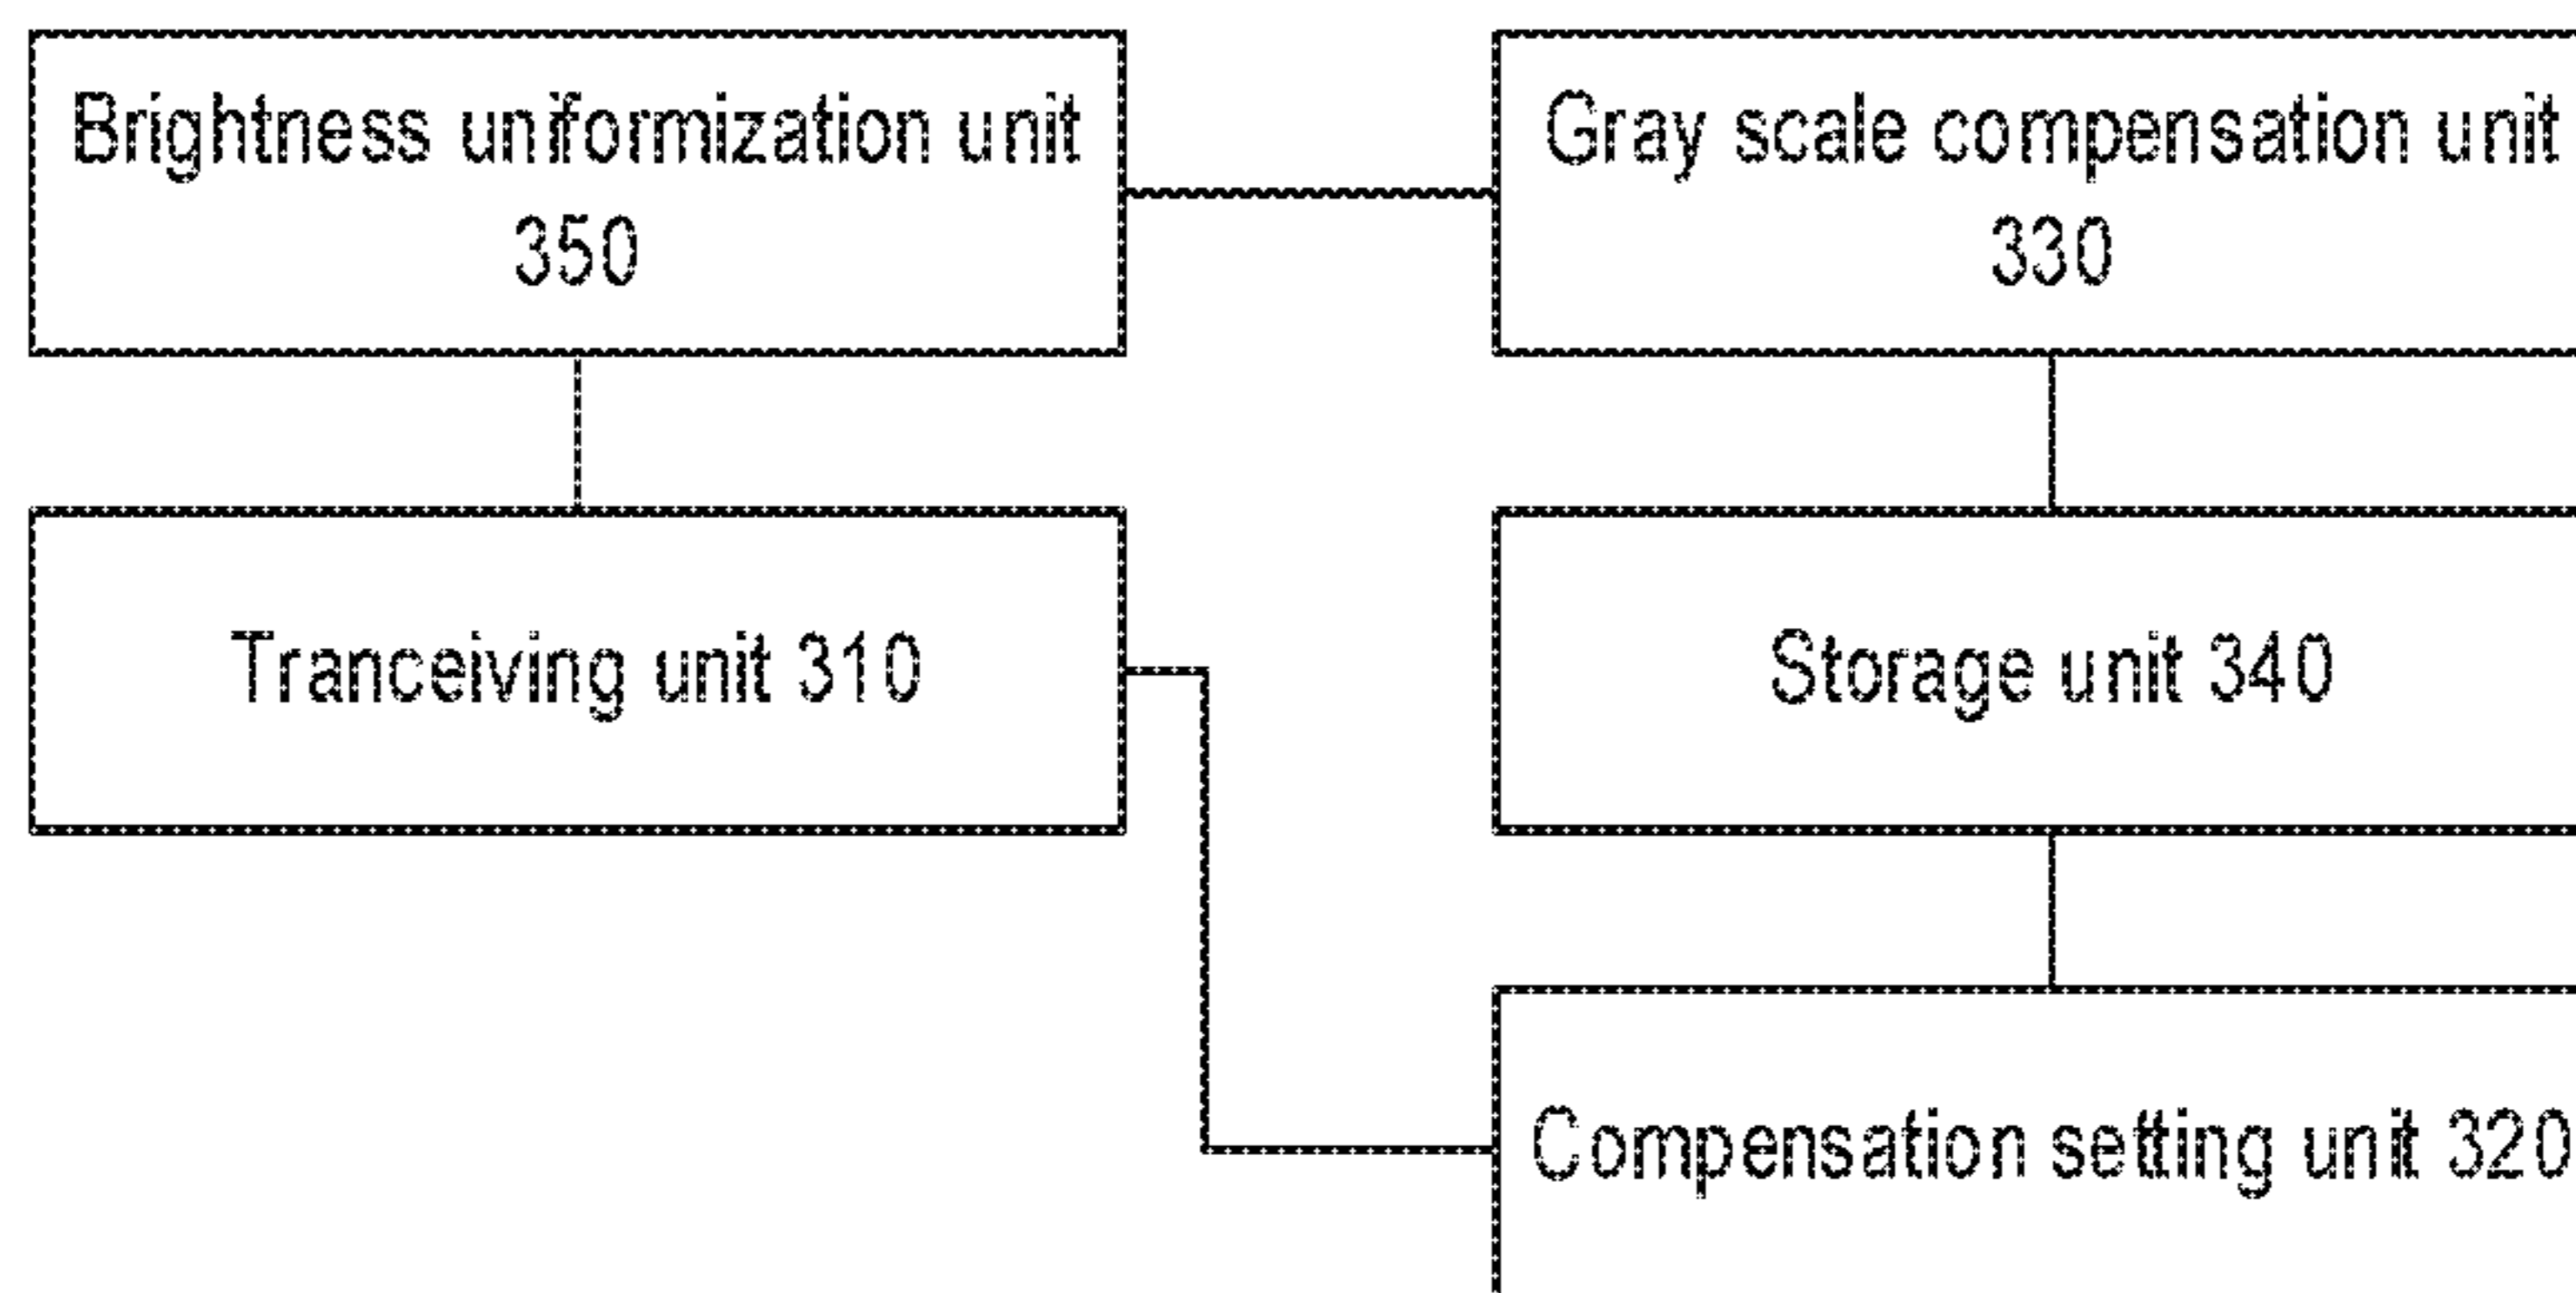 Brightness uniformization unit
350
Gray scale compensation unit
330
Tranceiving unit 310
Storage unit 340
Compensation setting unit 320